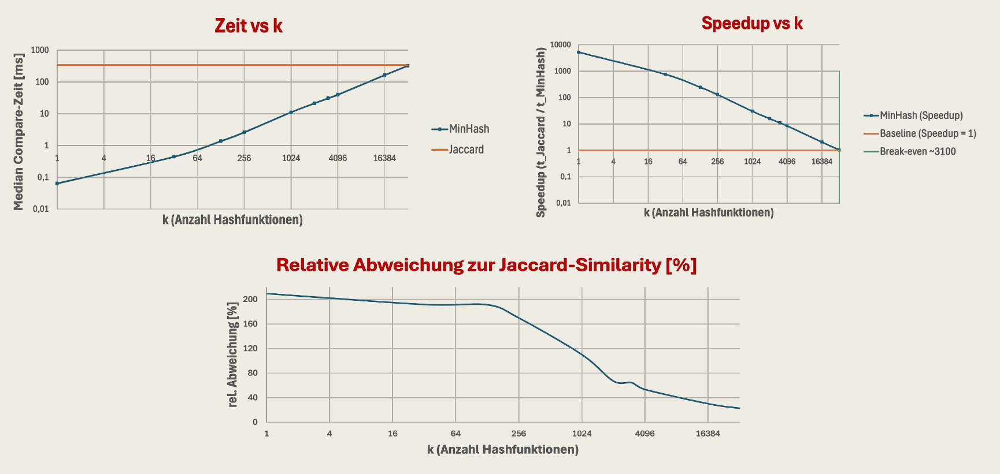 Zeit vs k
Median Compare-Zeit [ms]
1000
100
10
1
0,1
0,01
1 4 16 64 256 1024 4096 16384
k (Anzahl Hashfunktionen)
MinHash
Jaccard
Speedup vs k
Speedup (t_Jaccard / t_MinHash)
10000
1000
100
10
1
0,1
0,01
1 4 16 64 256 1024 4096 16384
k (Anzahl Hashfunktionen)
MinHash (Speedup)
Baseline (Speedup = 1)
Break-even ~3100
Relative Abweichung zur Jaccard-Similarity [%]
rel. Abweichung [%]
200
160
120
80
40
0
1 4 16 64 256 1024 4096 16384
k (Anzahl Hashfunktionen)